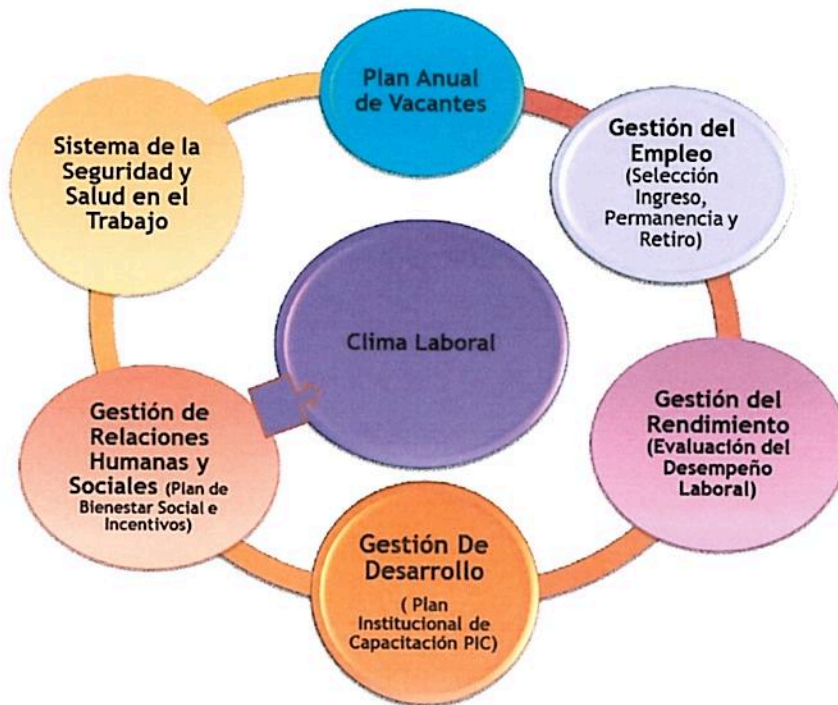 Plan Anual
de Vacantes
Gestión del
Empleo
(Selección
Ingreso,
Permanencia y
Retiro)
Gestión del
Rendimiento
(Evaluación del
Desempeño
Laboral)
Gestión De
Desarrollo
( Plan
Institucional de
Capacitación PIC)
Gestión de
Relaciones
Humanas y
Sociales (Plan de
Bienestar Social e
Incentivos)
Sistema de la
Seguridad y
Salud en el
Trabajo
Clima Laboral